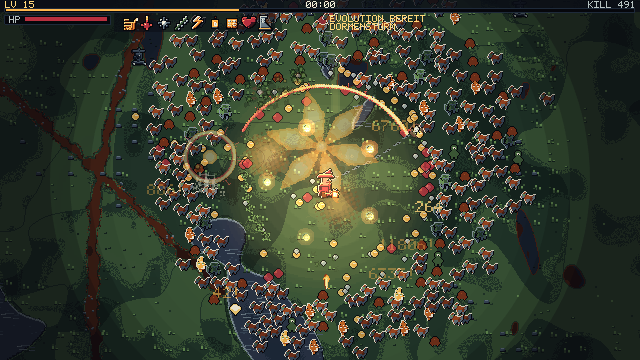 LV 15
00:00
KILL 491
HP
EVOLUTION BEREIT
DORNENSTURM